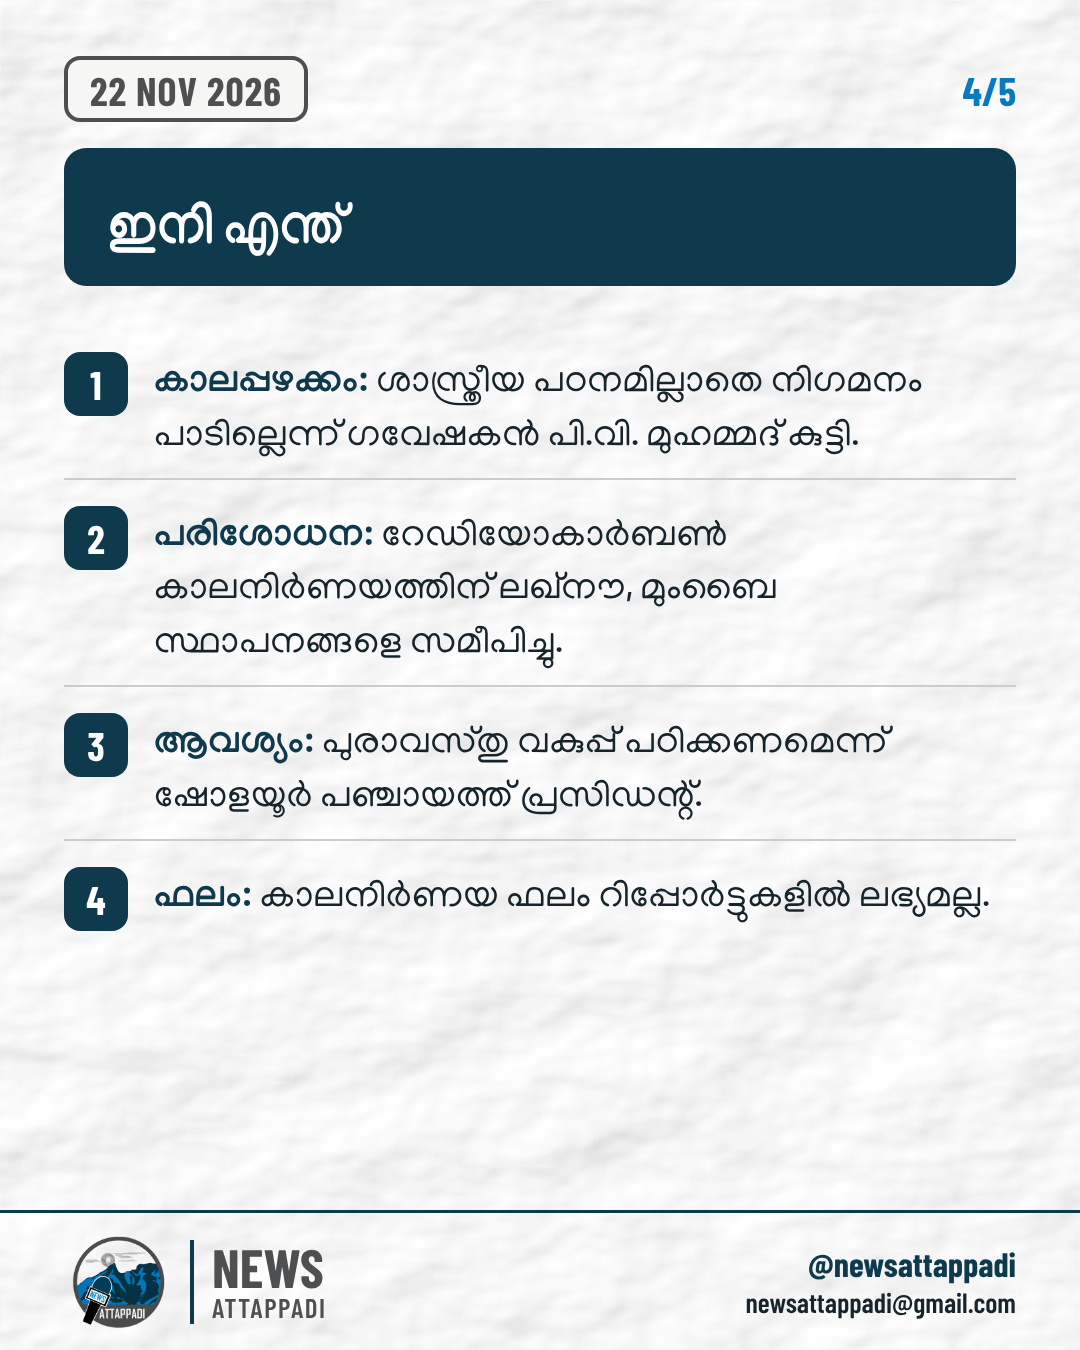 22 NOV 2026
4/5
ഇനി എന്ത്
1
കാലപ്പഴക്കം: ശാസ്ത്രീയ പഠനമില്ലാതെ നിഗമനം
പാടില്ലെന്ന് ഗവേഷകൻ പി.വി. മുഹമ്മദ് കുട്ടി.
2
പരിശോധന: റേഡിയോകാർബൺ
കാലനിർണയത്തിന് ലഖ്നൗ, മുംബൈ
സ്ഥാപനങ്ങളെ സമീപിച്ചു.
3
ആവശ്യം: പുരാവസ്തു വകുപ്പ് പഠിക്കണമെന്ന്
ഷോളയൂർ പഞ്ചായത്ത് പ്രസിഡന്റ്.
4
ഫലം: കാലനിർണയ ഫലം റിപ്പോർട്ടുകളിൽ ലഭ്യമല്ല.
NEWS
ATTAPPADI
NEWS
ATTAPPADI
@newsattappadi
newsattappadi@gmail.com